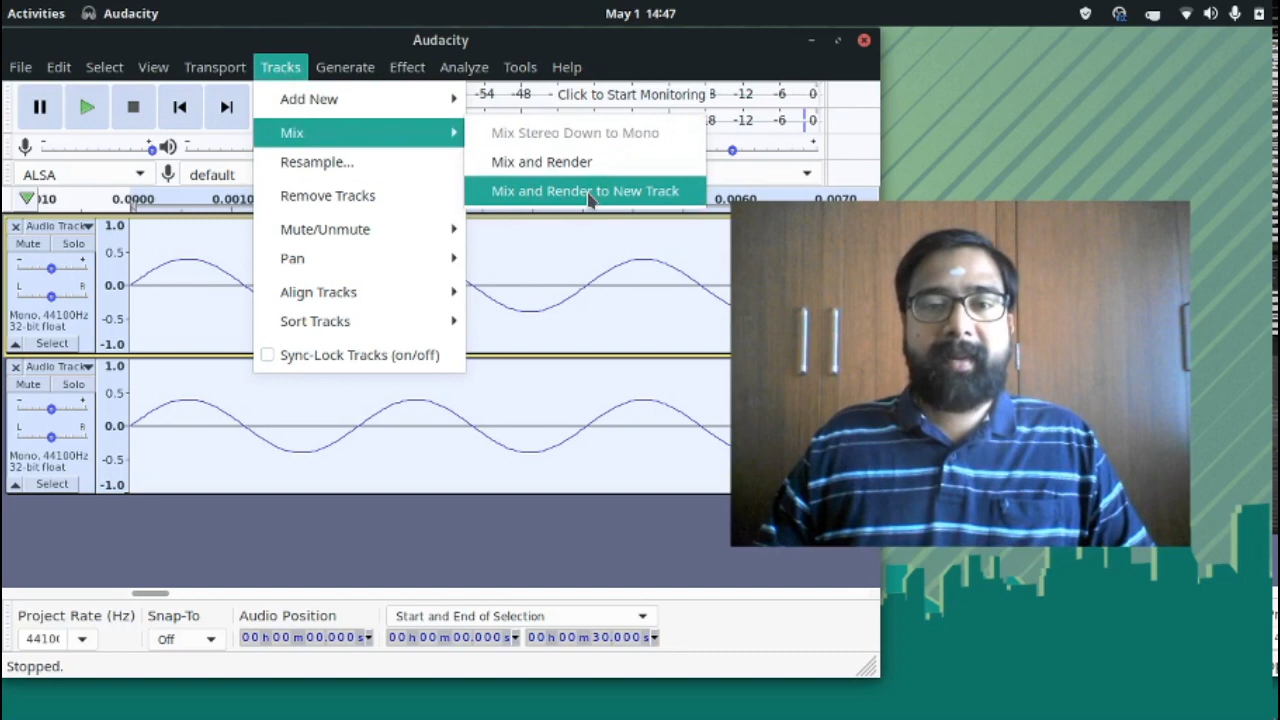 Activities Audacity May 1 14:47
Audacity
File Edit Select View Transport Tracks Generate Effect Analyze Tools Help
Add New
-54 -48 - Click to Start Monitoring -12 -6 0
Mix
Mix Stereo Down to Mono
-12 -6 0
Resample...
Mix and Render
ALSA default
Remove Tracks
Mix and Render to New Track
0.0000 0.0010 0.0060 0.0070
Audio Track 1.0
Mute Solo
Mute/Unmute
0.5
- +
Pan
L R
0.0
Align Tracks
Mono, 44100Hz
32-bit float
-0.5
Sort Tracks
Select -1.0
Sync-Lock Tracks (on/off)
Audio Track 1.0
Mute Solo
0.5
- +
L R
0.0
Mono, 44100Hz
32-bit float
-0.5
Select -1.0
Project Rate (Hz) Snap-To Audio Position Start and End of Selection
Off 00 h 00 m 00.000 s 00 h 00 m 00.000 s 00 h 00 m 30.000 s
Stopped.